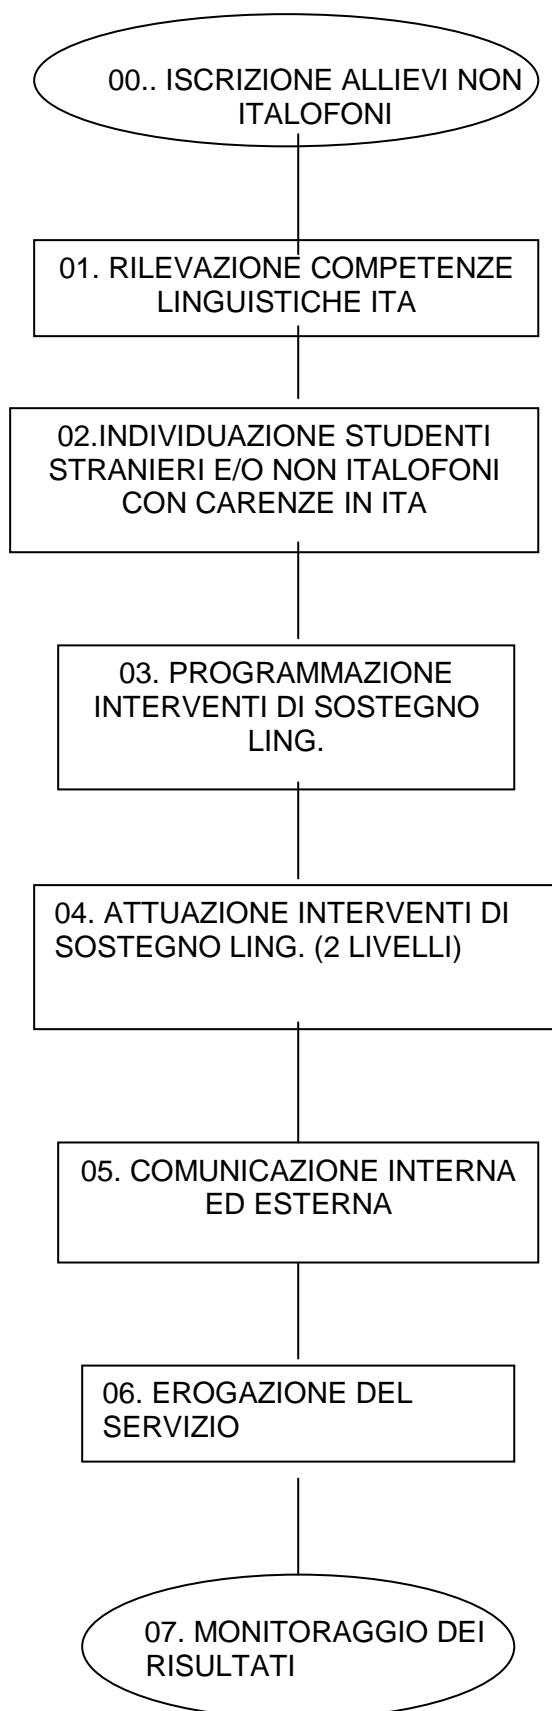 00.. ISCRIZIONE ALLIEVI NON
ITALOFONI
01. RILEVAZIONE COMPETENZE
LINGUISTICHE ITA
02.INDIVIDUAZIONE STUDENTI
STRANIERI E/O NON ITALOFONI
CON CARENZE IN ITA
03. PROGRAMMAZIONE
INTERVENTI DI SOSTEGNO
LING.
04. ATTUAZIONE INTERVENTI DI
SOSTEGNO LING. (2 LIVELLI)
05. COMUNICAZIONE INTERNA
ED ESTERNA
06. EROGAZIONE DEL
SERVIZIO
07. MONITORAGGIO DEI
RISULTATI